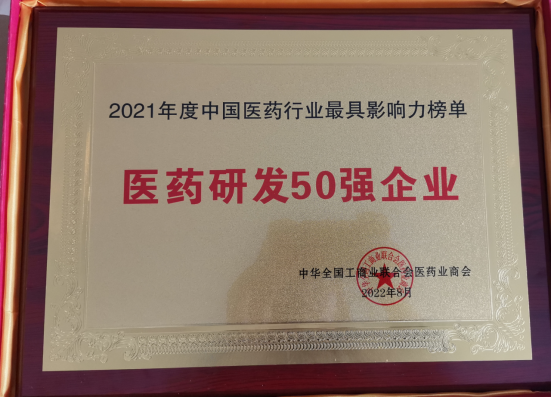 2021年度中国医药行业最具影响力榜单
医药研发50强企业
中华全国工商业联合会医药业商会
2022年8月